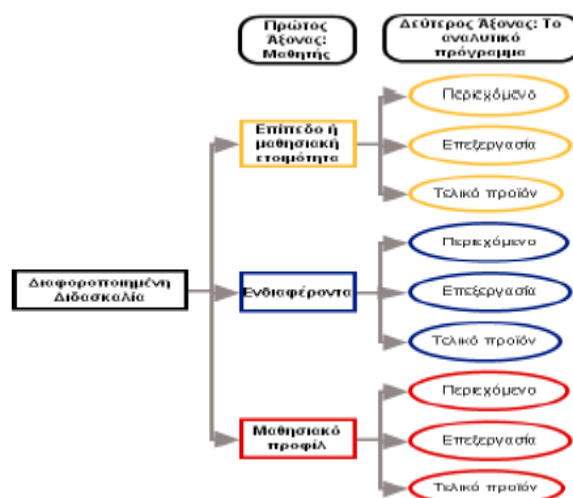 Πρώτος
Άξονας:
Μαθητής
Δεύτερος Άξονας: Το
αναλυτικό
πρόγραμμα
Επίπεδο ή
μαθησιακή
ετοιμότητα
Περιεχόμενο
Επεξεργασία
Τελικό προϊόν
Διαφοροποιημένη
Διδασκαλία
Ενδιαφέροντα
Περιεχόμενο
Επεξεργασία
Τελικό προϊόν
Μαθησιακό
προφίλ
Περιεχόμενο
Επεξεργασία
Τελικό προϊόν